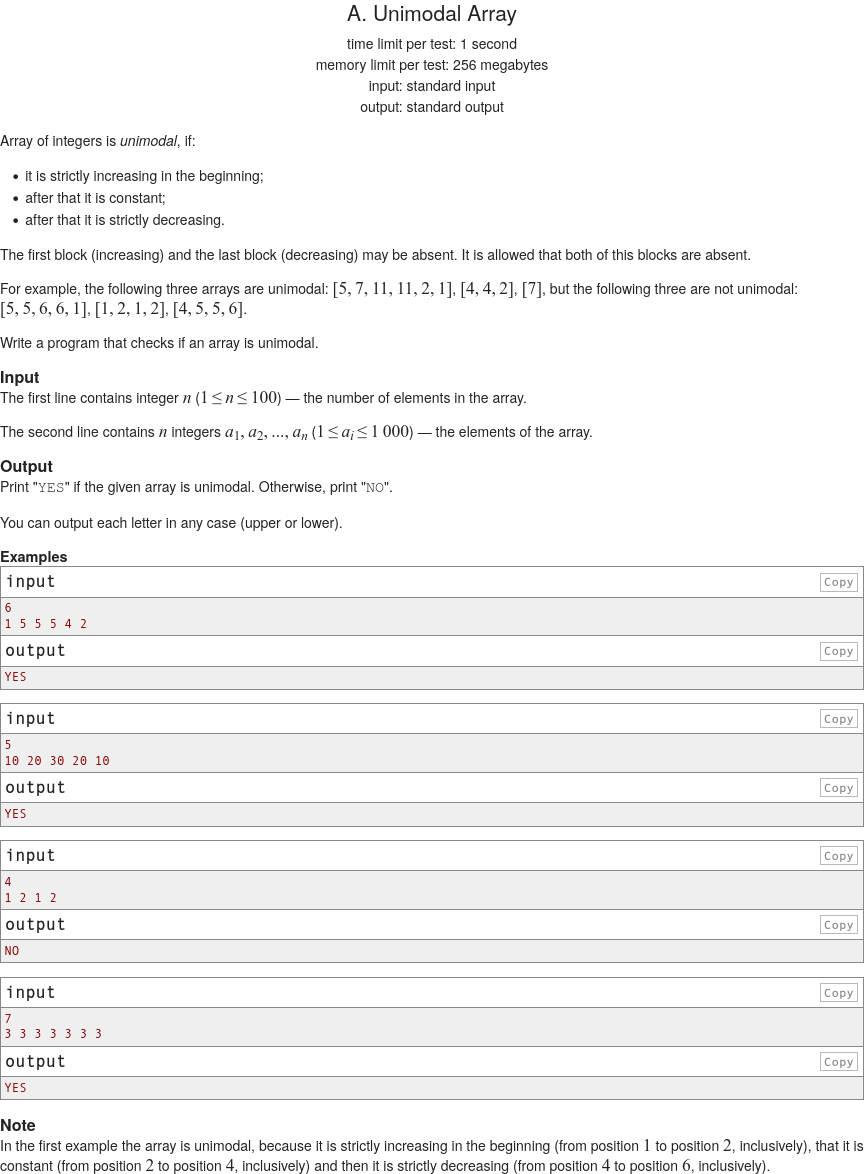 A. Unimodal Array
time limit per test: 1 second
memory limit per test: 256 megabytes
input: standard input
output: standard output
Array of integers is unimodal, if:
• it is strictly increasing in the beginning;
• after that it is constant;
• after that it is strictly decreasing.
The first block (increasing) and the last block (decreasing) may be absent. It is allowed that both of this blocks are absent.
For example, the following three arrays are unimodal: [5, 7, 11, 11, 2, 1], [4, 4, 2], [7], but the following three are not unimodal:
[5, 5, 6, 6, 1], [1, 2, 1, 2], [4, 5, 5, 6].
Write a program that checks if an array is unimodal.
Input
The first line contains integer n (1 ≤ n ≤ 100) — the number of elements in the array.
The second line contains n integers a₁, a₂, ..., aₙ (1 ≤ aᵢ ≤ 1 000) — the elements of the array.
Output
Print "YES" if the given array is unimodal. Otherwise, print "NO".
You can output each letter in any case (upper or lower).
Examples
input Copy
6
1 5 5 5 4 2
output Copy
YES
input Copy
5
10 20 30 20 10
output Copy
YES
input Copy
4
1 2 1 2
output Copy
NO
input Copy
7
3 3 3 3 3 3 3
output Copy
YES
Note
In the first example the array is unimodal, because it is strictly increasing in the beginning (from position 1 to position 2, inclusively), that it is
constant (from position 2 to position 4, inclusively) and then it is strictly decreasing (from position 4 to position 6, inclusively).